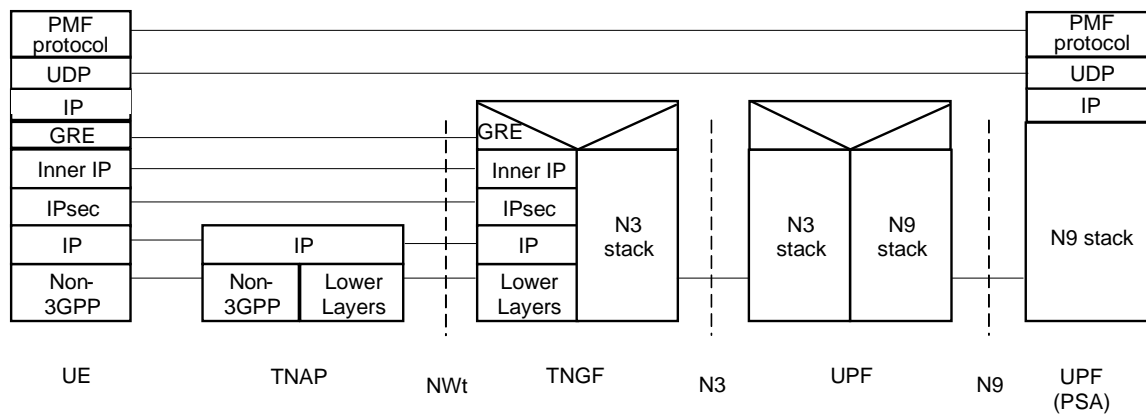 PMF
protocol
UDP
IP
GRE
Inner IP
IPsec
IP
Non-
3GPP
UE
IP
Non-
3GPP
Lower
Layers
TNAP
NWt
GRE
Inner IP
IPsec
IP
Lower
Layers
N3
stack
TNGF
N3
N3
stack
N9
stack
UPF
N9
PMF
protocol
UDP
IP
N9 stack
UPF
(PSA)